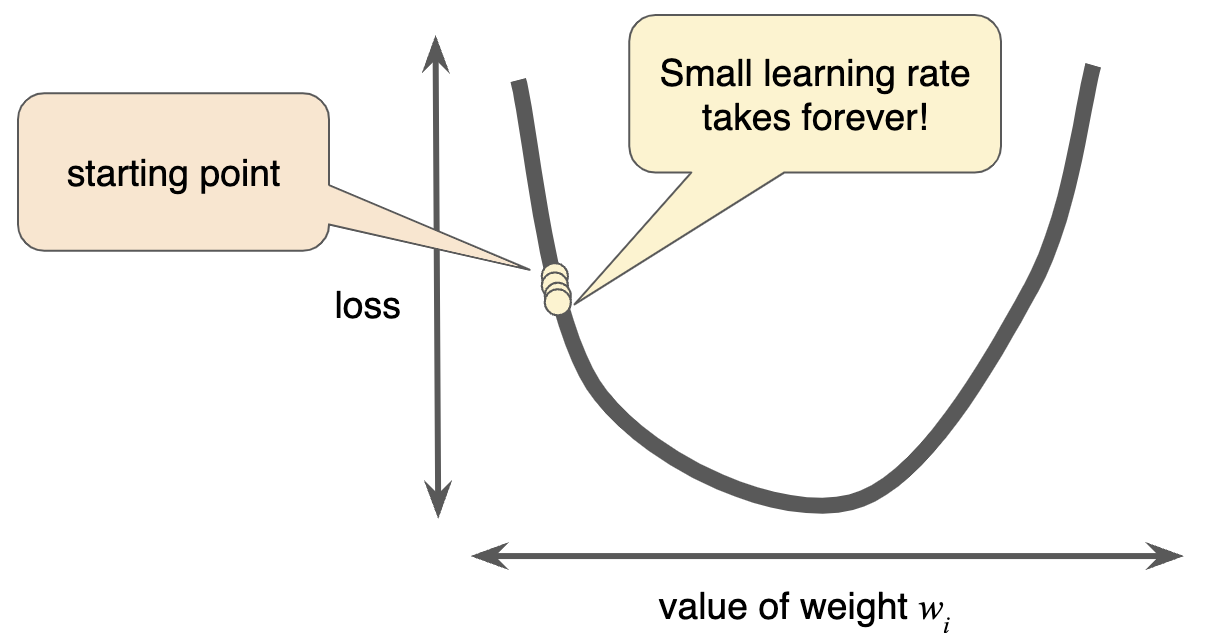 Small learning rate
takes forever!
starting point
loss
value of weight wᵢ